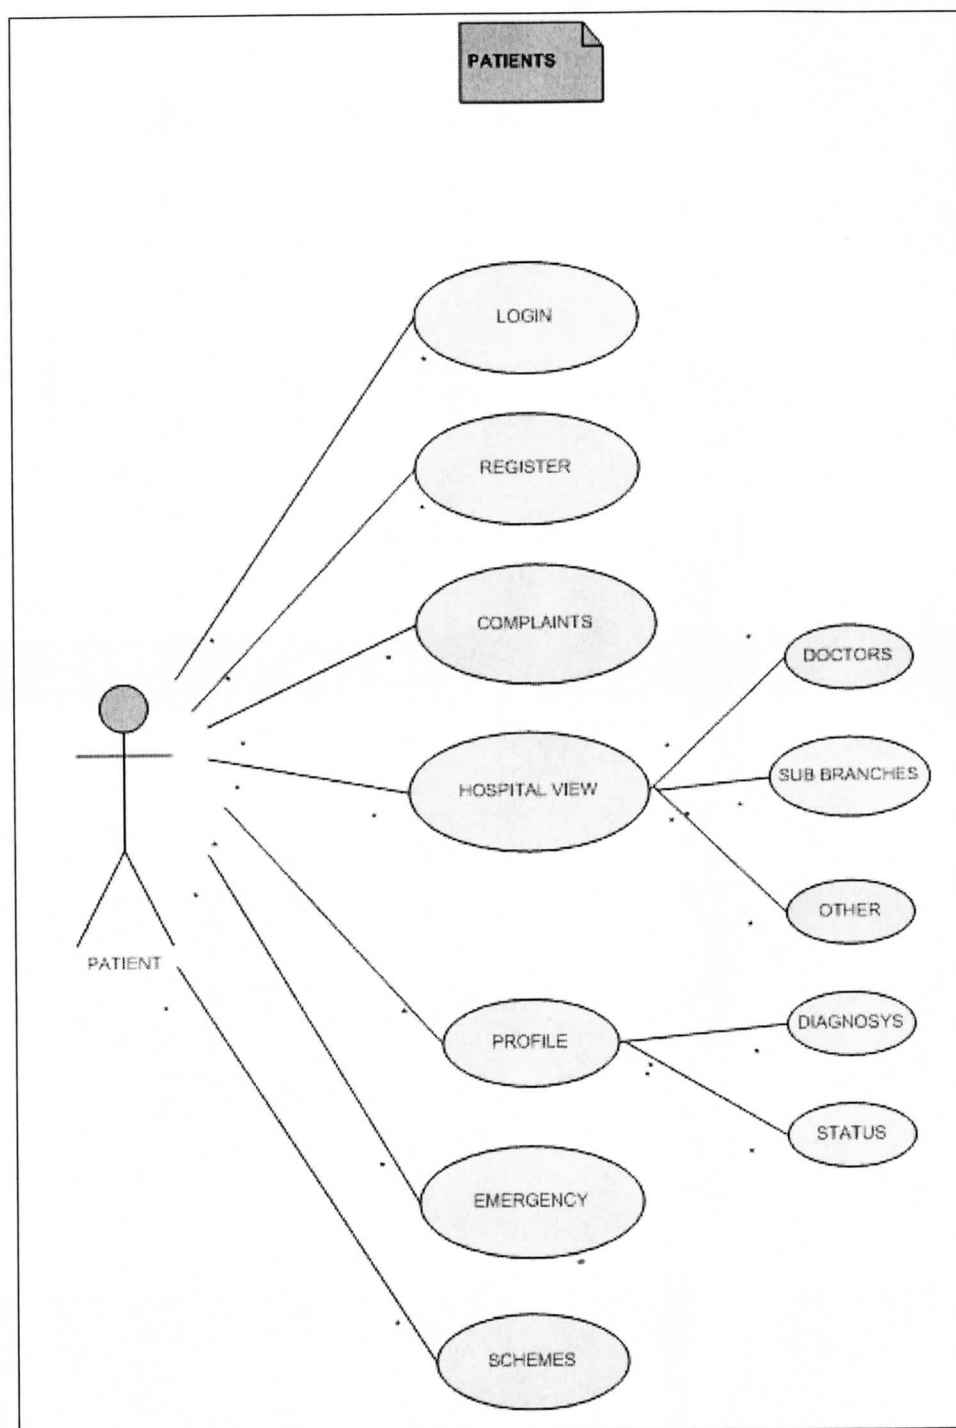 PATIENTS
LOGIN
REGISTER
COMPLAINTS
DOCTORS
SUB BRANCHES
HOSPITAL VIEW
OTHER
PATIENT
DIAGNOSYS
PROFILE
STATUS
EMERGENCY
SCHEMES